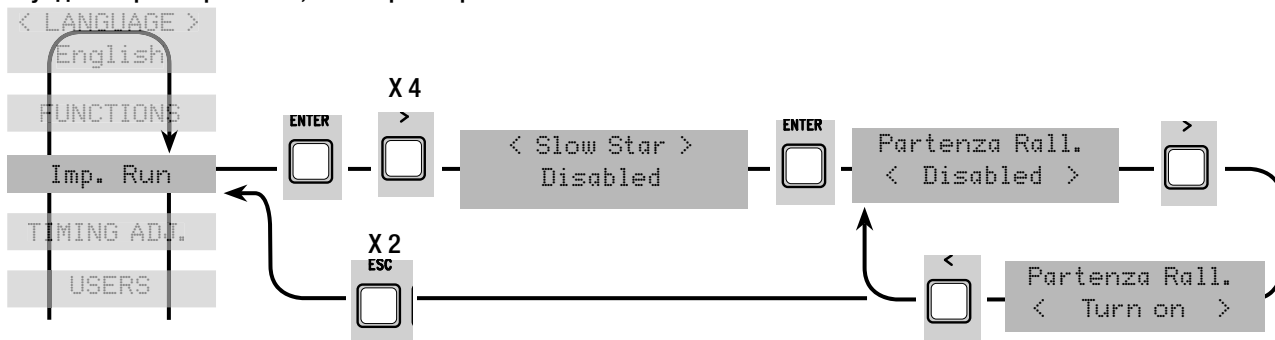 < LANGUAGE >
English
FUNCTIONS
Imp. Run
TIMING ADJ.
USERS
ENTER
X 4
>
< Slow Star >
Disabled
ENTER
Partenza Rall.
< Disabled >
>
X 2
ESC
<
Partenza Rall.
< Turn on >